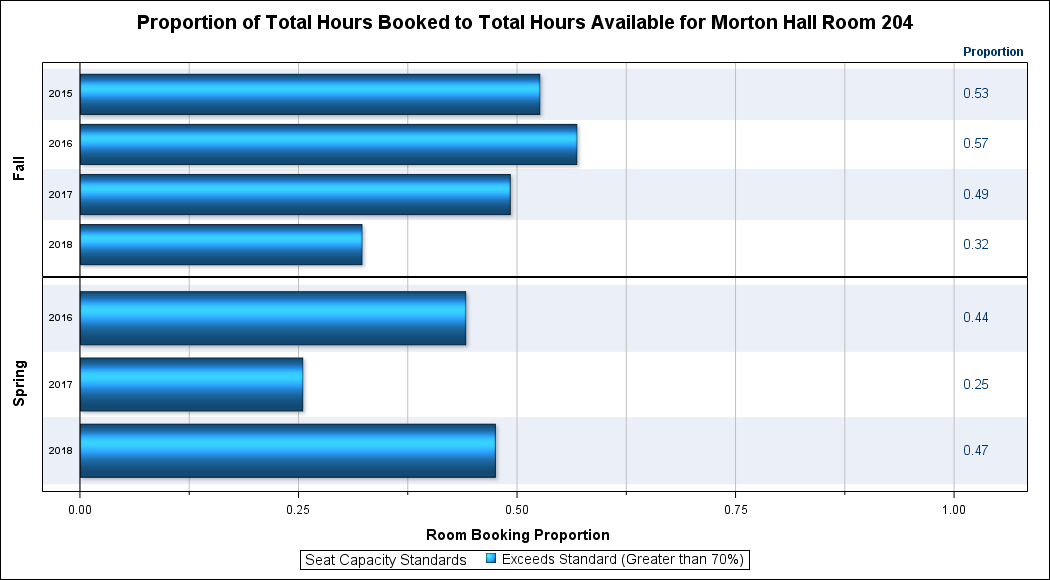 Proportion of Total Hours Booked to Total Hours Available for Morton Hall Room 204
Proportion
Fall
2015 0.53
2016 0.57
2017 0.49
2018 0.32
Spring
2016 0.44
2017 0.25
2018 0.47
0.00 0.25 0.50 0.75 1.00
Room Booking Proportion
Seat Capacity Standards Exceeds Standard (Greater than 70%)